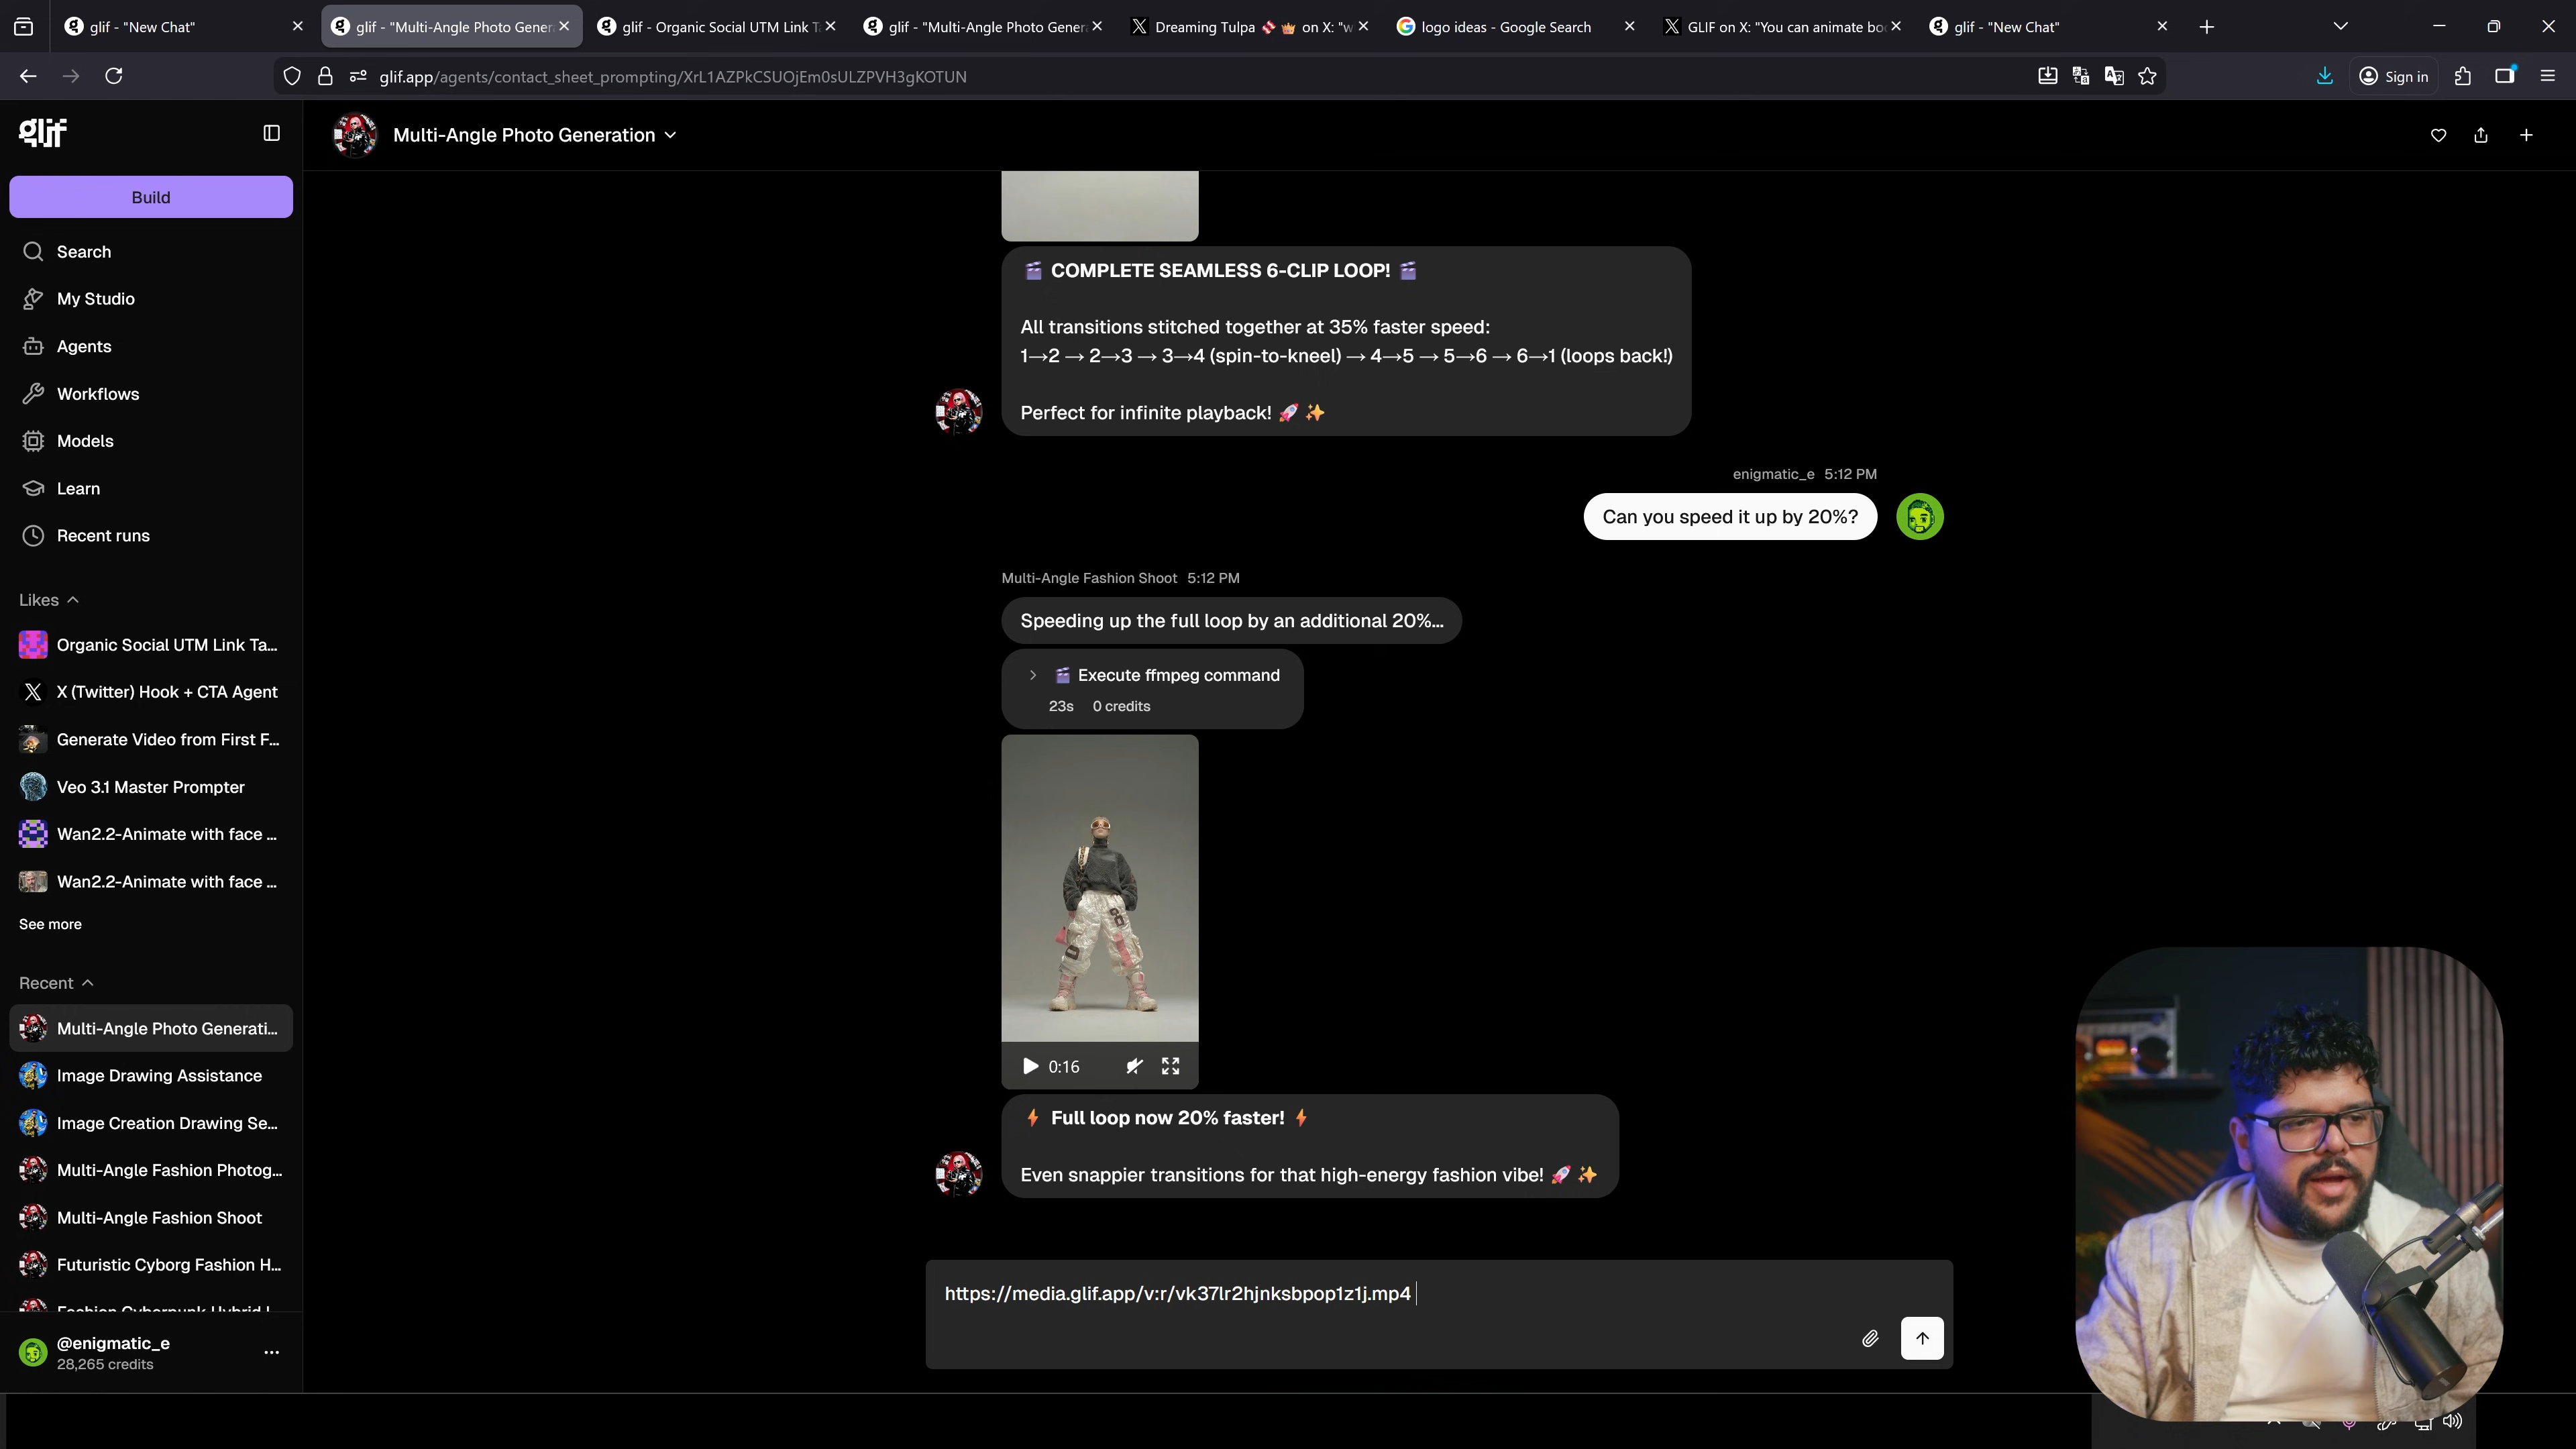 glif - "New Chat"
glif - "Multi-Angle Photo Gener
glif - Organic Social UTM Link T
glif - "Multi-Angle Photo Gener
Dreaming Tulpa 🍬 👑 on X: "w
logo ideas - Google Search
GLIF on X: "You can animate bo
glif - "New Chat"
glif.app/agents/contact_sheet_prompting/XrL1AZPkCSUOjEm0sULZPVH3gKOTUN
Sign in
glif
Multi-Angle Photo Generation
Build
Search
My Studio
Agents
Workflows
Models
Learn
Recent runs
Likes
Organic Social UTM Link Ta...
X (Twitter) Hook + CTA Agent
Generate Video from First F...
Veo 3.1 Master Prompter
Wan2.2-Animate with face ...
Wan2.2-Animate with face ...
See more
Recent
Multi-Angle Photo Generati...
Image Drawing Assistance
Image Creation Drawing Se...
Multi-Angle Fashion Photog...
Multi-Angle Fashion Shoot
Futuristic Cyborg Fashion H...
@enigmatic_e
28,265 credits
🎬 COMPLETE SEAMLESS 6-CLIP LOOP! 🎬
All transitions stitched together at 35% faster speed:
1→2 → 2→3 → 3→4 (spin-to-kneel) → 4→5 → 5→6 → 6→1 (loops back!)
Perfect for infinite playback! 🚀 ✨
enigmatic_e 5:12 PM
Can you speed it up by 20%?
Multi-Angle Fashion Shoot 5:12 PM
Speeding up the full loop by an additional 20%...
🎬 Execute ffmpeg command
23s 0 credits
0:16
⚡ Full loop now 20% faster! ⚡
Even snappier transitions for that high-energy fashion vibe! 🚀 ✨
https://media.glif.app/v:r/vk37lr2hjnksbpop1z1j.mp4